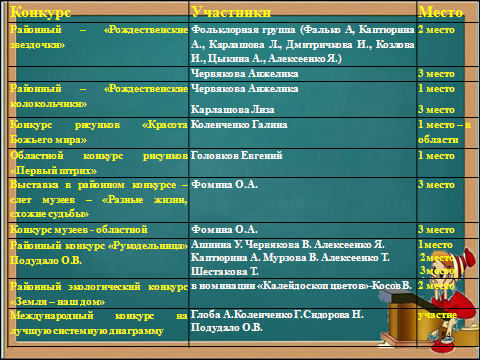 Конкурс Участники Место
Районный – «Рождественские Фольклорная группа (Фалько А, Каптюрина 2 место
звездочки» А., Карлашова Л., Дмитричкова И., Козлова
И., Цыкина А., Алексеенко Я.)
Червякова Анжелика 3 место
Районный – «Рождественские Червякова Анжелика 1 место
колокольчики»
Карлашова Лиза 3 место
Конкурс рисунков «Красота Коленченко Галина 1 место – в
Божьего мира» области
Областной конкурс рисунков Головков Евгений 1 место
«Первый штрих»
Выставка в районном конкурсе – Фомина О.А. 3 место
слет музеев – «Разные жизни,
схожие судьбы»
Конкурс музеев - областной Фомина О.А. 3 место
Районный конкурс «Рукодельница» Ашнина У. Червякова В. Алексеенко Я. 1место
Подудало О.В. Каптюрина А. Мурзова В. Алексеенко Т. 2место
Шестакова Т. 3место
Районный экологический конкурс в номинации «Калейдоскоп цветов»-Косов В. 2 место
«Земля – наш дом»
Международный конкурс на Глоба А.Коленченко Г.Сидорова Н. участие
лучшую системную диаграмму Подудало О.В.